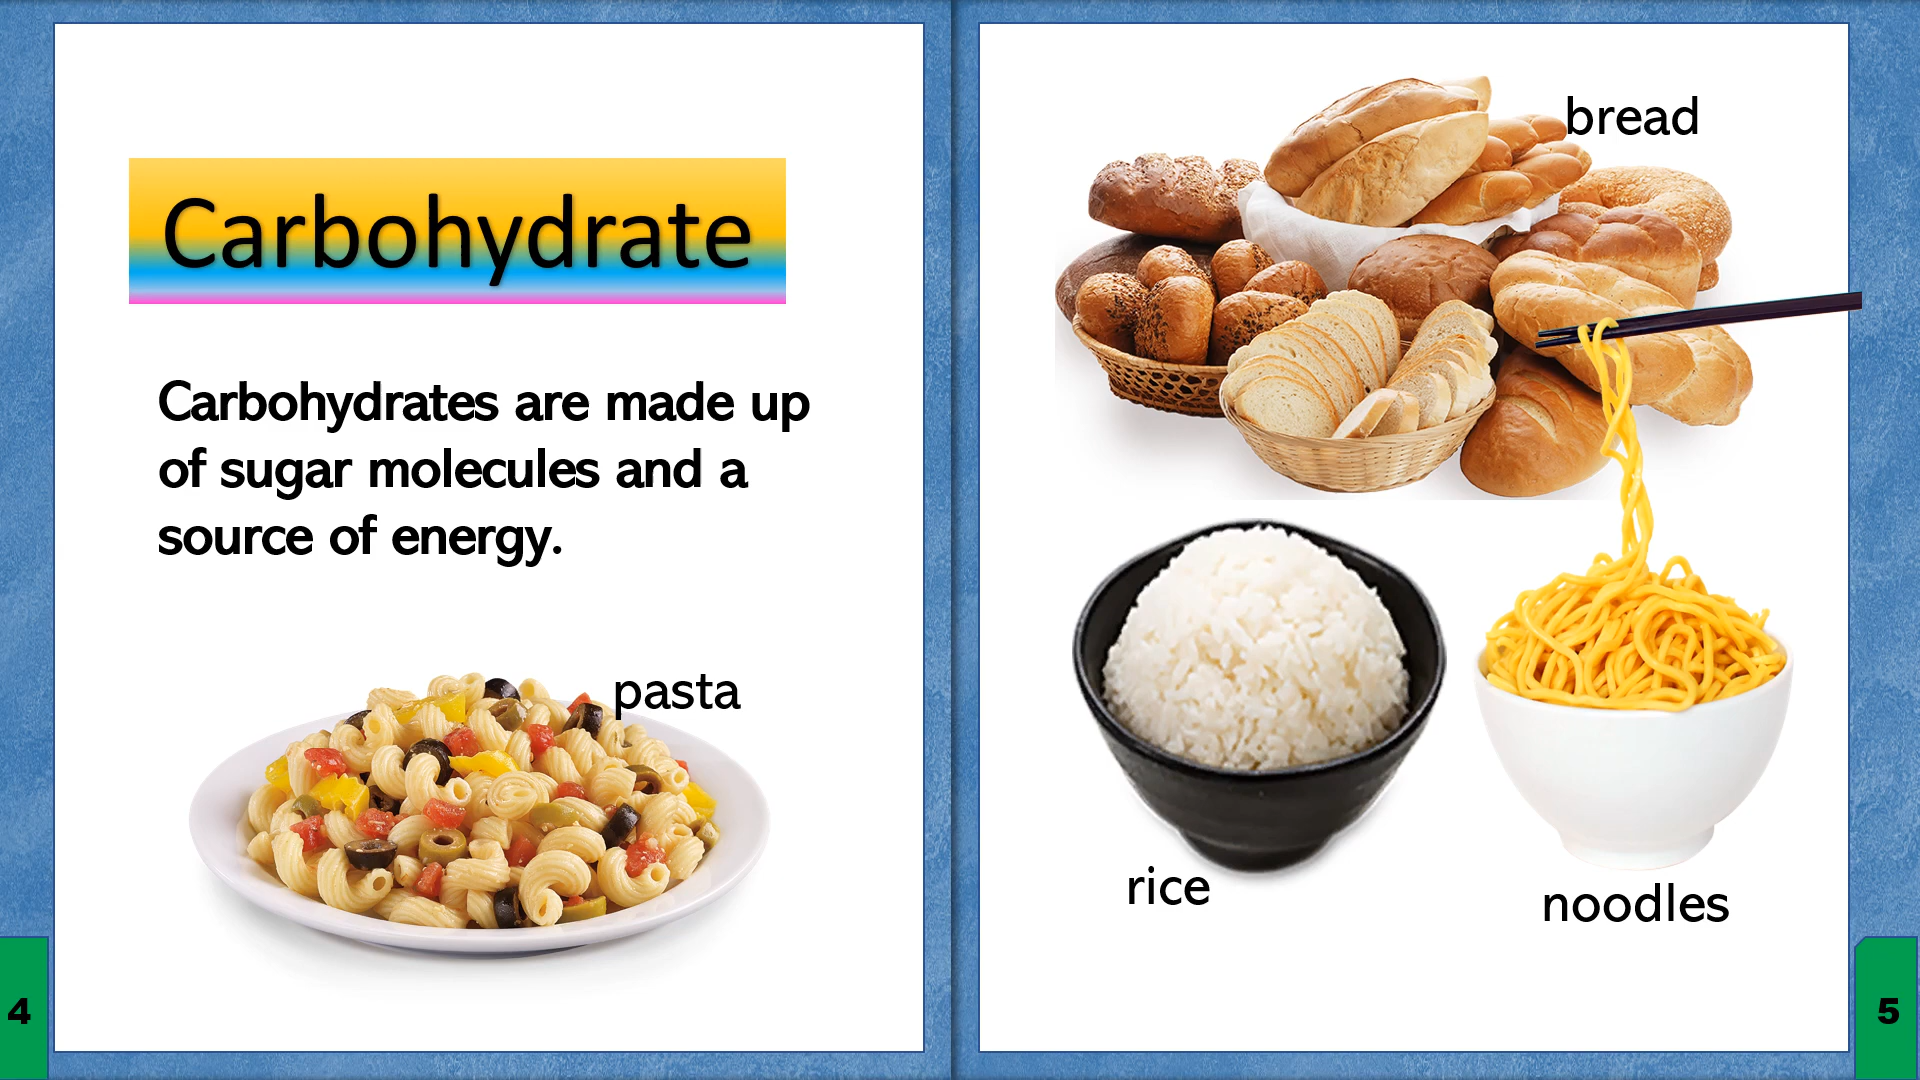 Carbohydrate
Carbohydrates are made up
of sugar molecules and a
source of energy.
pasta
4
bread
rice
noodles
5